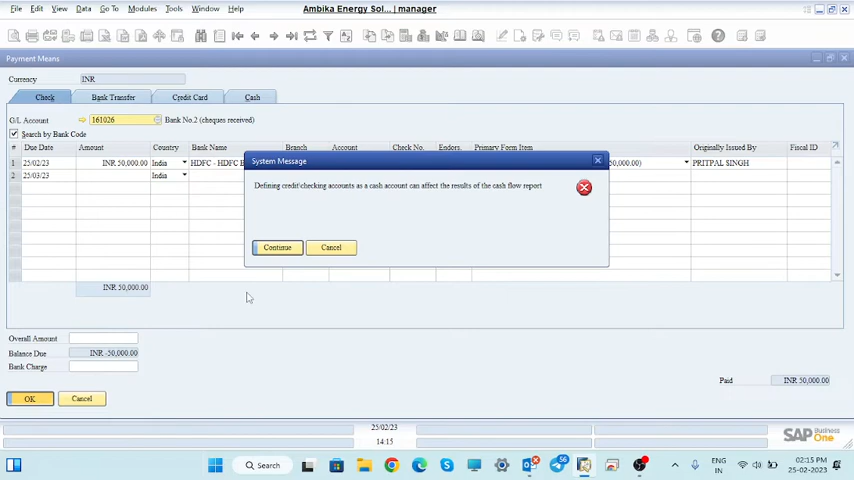 File Edit View Data Go To Modules Tools Window Help
Ambika Energy Sol... | manager
Payment Means
Currency INR
Check Bank Transfer Credit Card Cash
G/L Account 161026 Bank No.2 (cheques received)
Search by Bank Code
# Due Date Amount Country Bank Name Branch Account Check No. Endors. Primary Form Item Originally Issued By Fiscal ID
1 25/02/23 INR 50,000.00 India HDFC - HDFC 50,000.00) PRITPAL SINGH
2 25/03/23 India
System Message
Defining credit\checking accounts as a cash account can affect the results of the cash flow report
Continue Cancel
INR 50,000.00
Overall Amount
Balance Due INR -50,000.00
Bank Charge
Paid INR 50,000.00
OK Cancel
25/02/23
14:15
SAP Business One
Search
56
ENG
IN
02:15 PM
25-02-2023